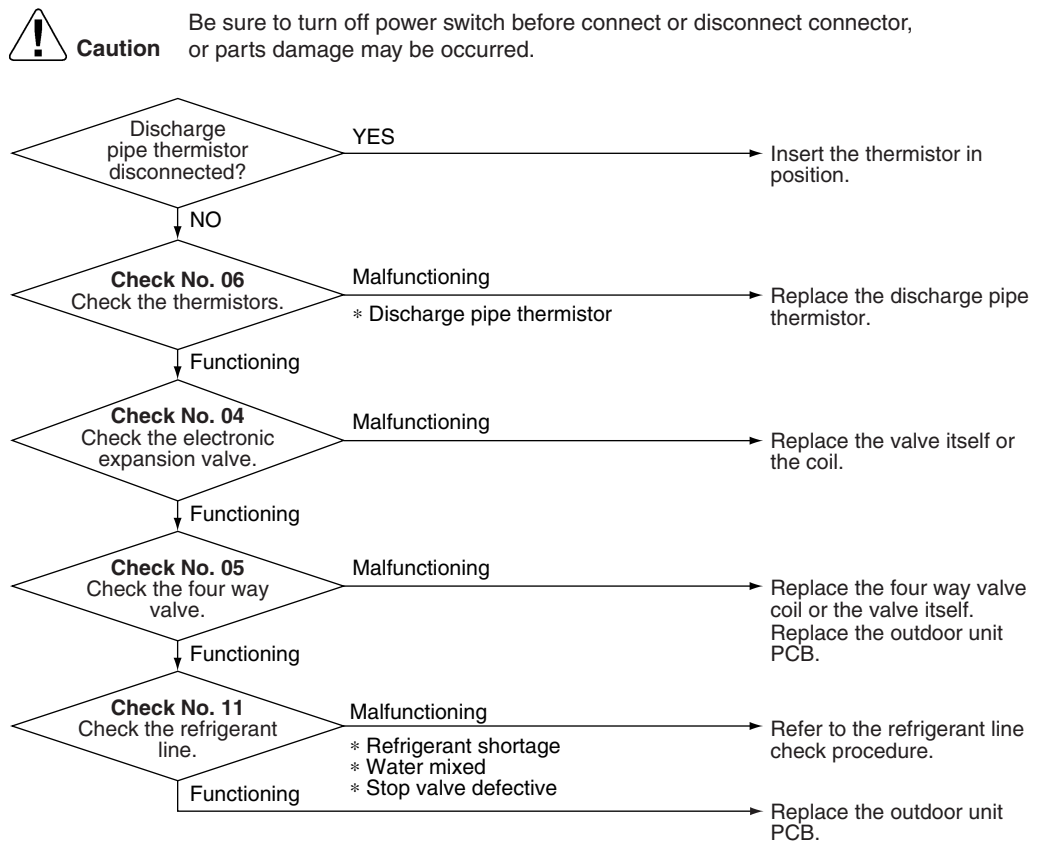 Be sure to turn off power switch before connect or disconnect connector,
Caution or parts damage may be occurred.
Discharge
pipe thermistor
disconnected?
YES
Insert the thermistor in
position.
NO
Check No. 06
Check the thermistors.
Malfunctioning
* Discharge pipe thermistor
Replace the discharge pipe
thermistor.
Functioning
Check No. 04
Check the electronic
expansion valve.
Malfunctioning
Replace the valve itself or
the coil.
Functioning
Check No. 05
Check the four way
valve.
Malfunctioning
Replace the four way valve
coil or the valve itself.
Replace the outdoor unit
PCB.
Functioning
Check No. 11
Check the refrigerant
line.
Malfunctioning
* Refrigerant shortage
* Water mixed
* Stop valve defective
Refer to the refrigerant line
check procedure.
Functioning
Replace the outdoor unit
PCB.